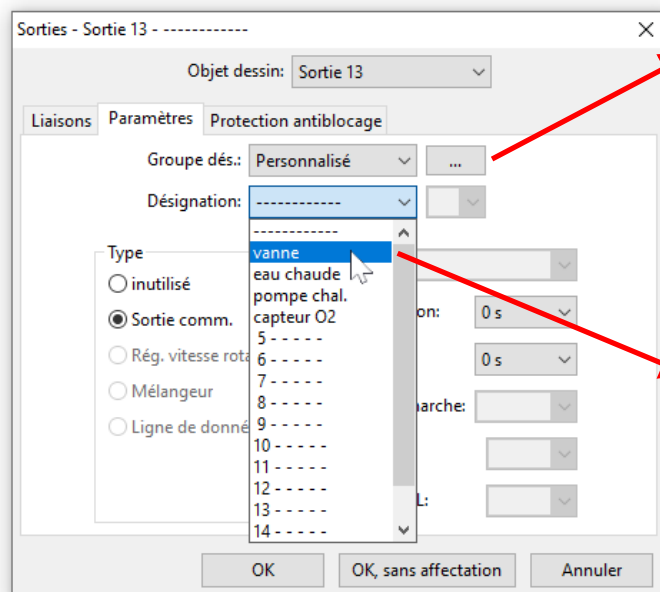 Sorties - Sortie 13 - ------------
Objet dessin: Sortie 13
Liaisons Paramètres Protection antiblocage
Groupe dés.: Personnalisé ...
Désignation: ------------
------------
Type
vanne
inutilisé
eau chaude
pompe chal.
Sortie comm.
capteur O2
on: 0 s
5 - - - - -
Rég. vitesse rota
6 - - - - -
0 s
7 - - - - -
Mélangeur
8 - - - - -
arche:
9 - - - - -
Ligne de donné
10 - - - - -
11 - - - - -
12 - - - - -
13 - - - - -
L:
14 - - - - -
OK OK, sans affectation Annuler